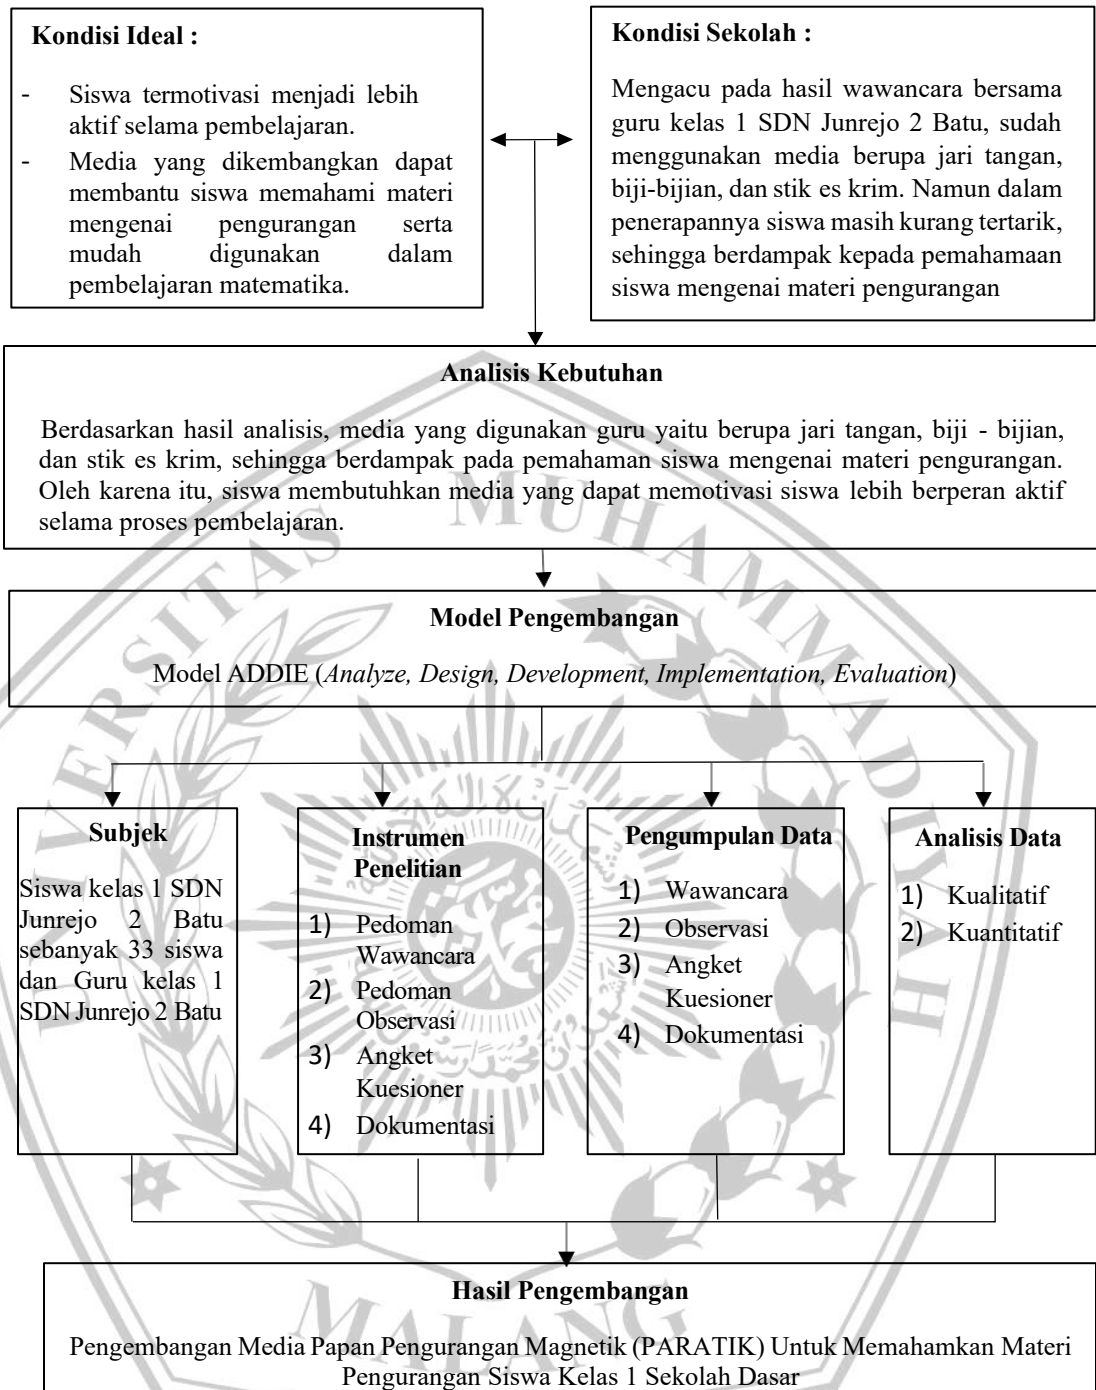 Kondisi Ideal :
- Siswa termotivasi menjadi lebih
aktif selama pembelajaran.
- Media yang dikembangkan dapat
membantu siswa memahami materi
mengenai pengurangan serta
mudah digunakan dalam
pembelajaran matematika.
Kondisi Sekolah :
Mengacu pada hasil wawancara bersama
guru kelas 1 SDN Junrejo 2 Batu, sudah
menggunakan media berupa jari tangan,
biji-bijian, dan stik es krim. Namun dalam
penerapannya siswa masih kurang tertarik,
sehingga berdampak kepada pemahamaan
siswa mengenai materi pengurangan
Analisis Kebutuhan
Berdasarkan hasil analisis, media yang digunakan guru yaitu berupa jari tangan, biji - bijian,
dan stik es krim, sehingga berdampak pada pemahaman siswa mengenai materi pengurangan.
Oleh karena itu, siswa membutuhkan media yang dapat memotivasi siswa lebih berperan aktif
selama proses pembelajaran.
Model Pengembangan
Model ADDIE (Analyze, Design, Development, Implementation, Evaluation)
Subjek
Siswa kelas 1 SDN
Junrejo 2 Batu
sebanyak 33 siswa
dan Guru kelas 1
SDN Junrejo 2 Batu
Instrumen
Penelitian
1) Pedoman
Wawancara
2) Pedoman
Observasi
3) Angket
Kuesioner
4) Dokumentasi
Pengumpulan Data
1) Wawancara
2) Observasi
3) Angket
Kuesioner
4) Dokumentasi
Analisis Data
1) Kualitatif
2) Kuantitatif
Hasil Pengembangan
Pengembangan Media Papan Pengurangan Magnetik (PARATIK) Untuk Memahamkan Materi
Pengurangan Siswa Kelas 1 Sekolah Dasar
UNIVERSITAS MUHAMMADIYAH
MALANG